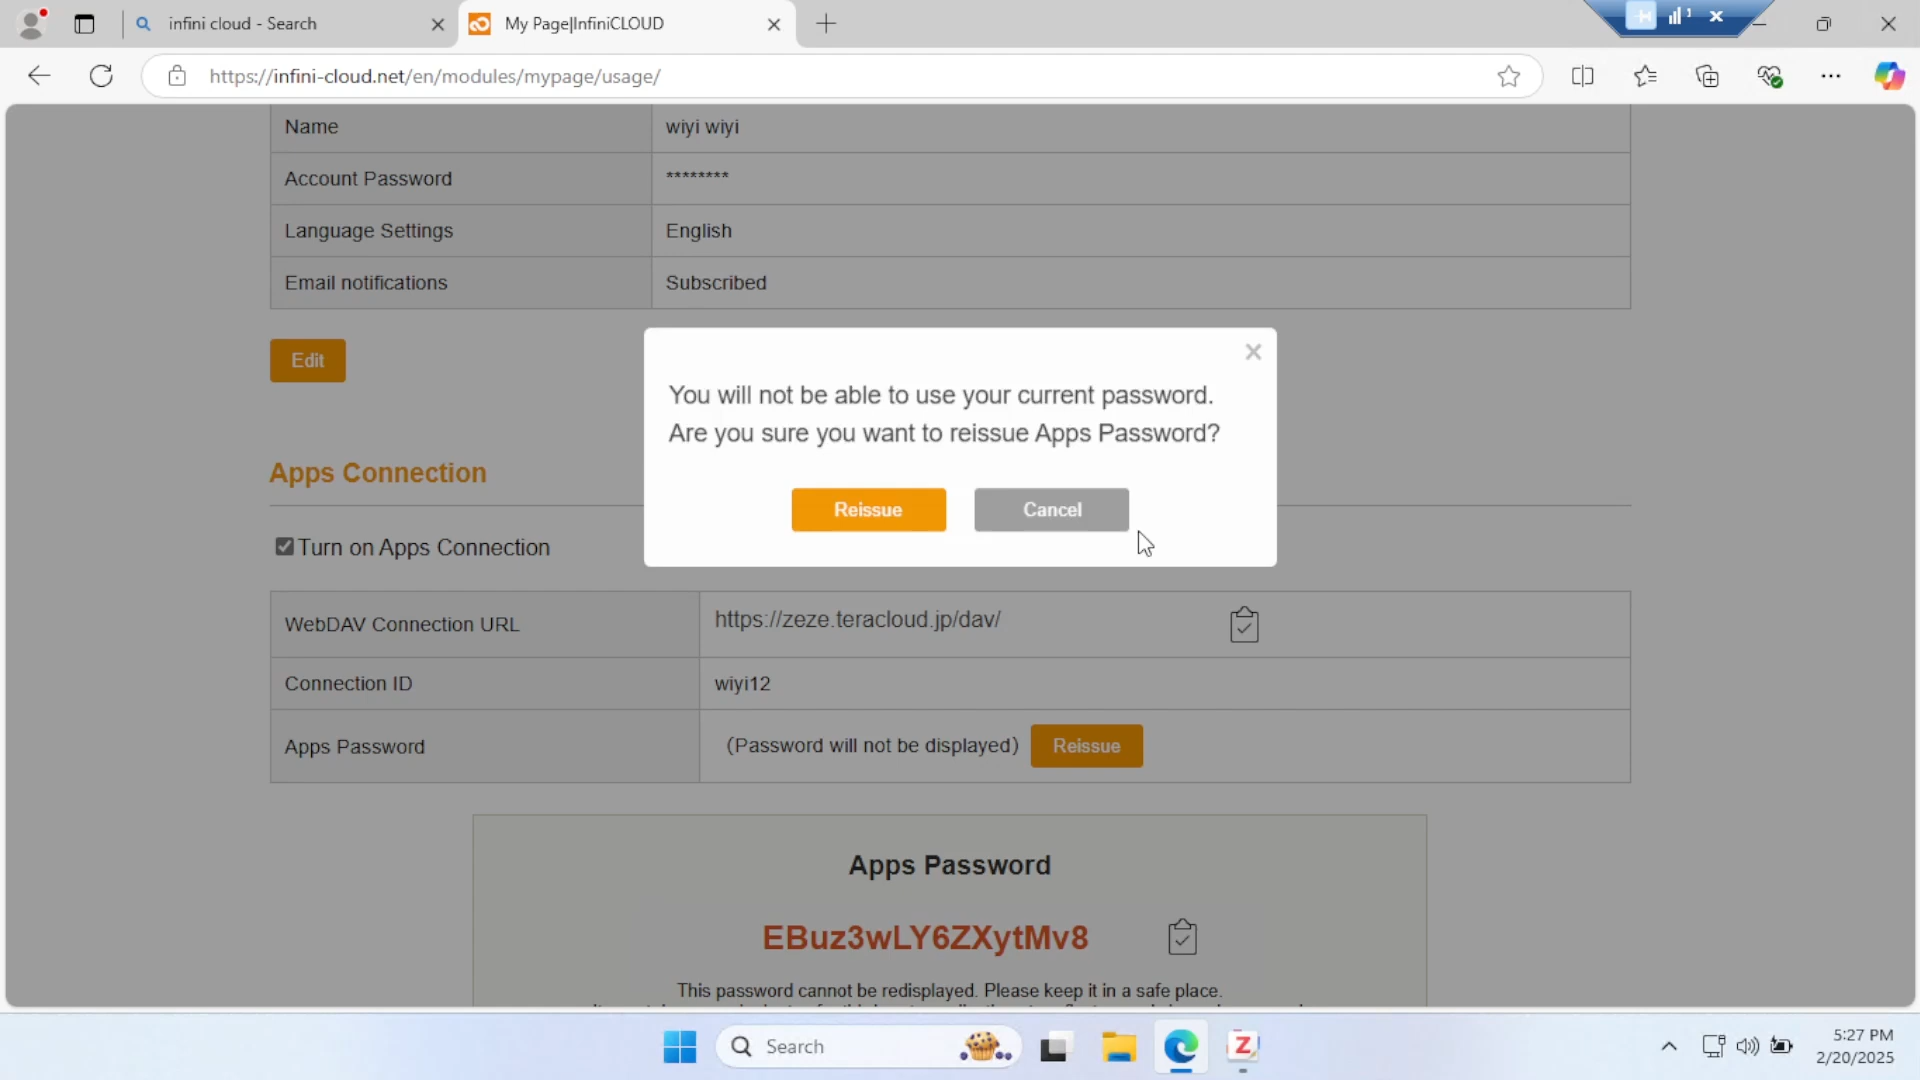 infini cloud - Search
My Page|InfiniCLOUD
https://infini-cloud.net/en/modules/mypage/usage/
Name wiyi wiyi
Account Password ********
Language Settings English
Email notifications Subscribed
Edit
You will not be able to use your current password.
Are you sure you want to reissue Apps Password?
Reissue Cancel
Apps Connection
Turn on Apps Connection
WebDAV Connection URL https://zeze.teracloud.jp/dav/
Connection ID wiyi12
Apps Password (Password will not be displayed) Reissue
Apps Password
EBuz3wLY6ZXytMv8
This password cannot be redisplayed. Please keep it in a safe place.
Search
5:27 PM
2/20/2025